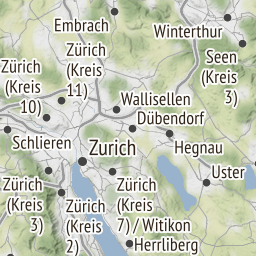 Embrach
Winterthur
Zürich
(Kreis
11)
Seen
(Kreis
3)
Zürich
(Kreis
10)
Wallisellen
Dübendorf
Schlieren
Zurich
Hegnau
Uster
Zürich
(Kreis
3)
Zürich
(Kreis
2)
Zürich
(Kreis
7) / Witikon
Herrliberg